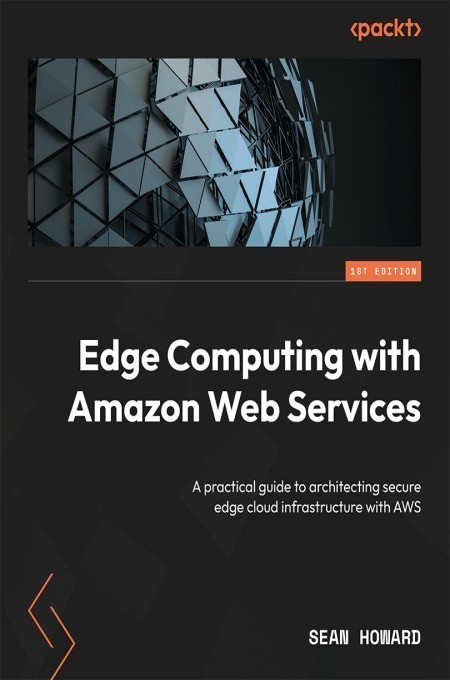 <packt>
1ST EDITION
Edge Computing with
Amazon Web Services
A practical guide to architecting secure
edge cloud infrastructure with AWS
SEAN HOWARD